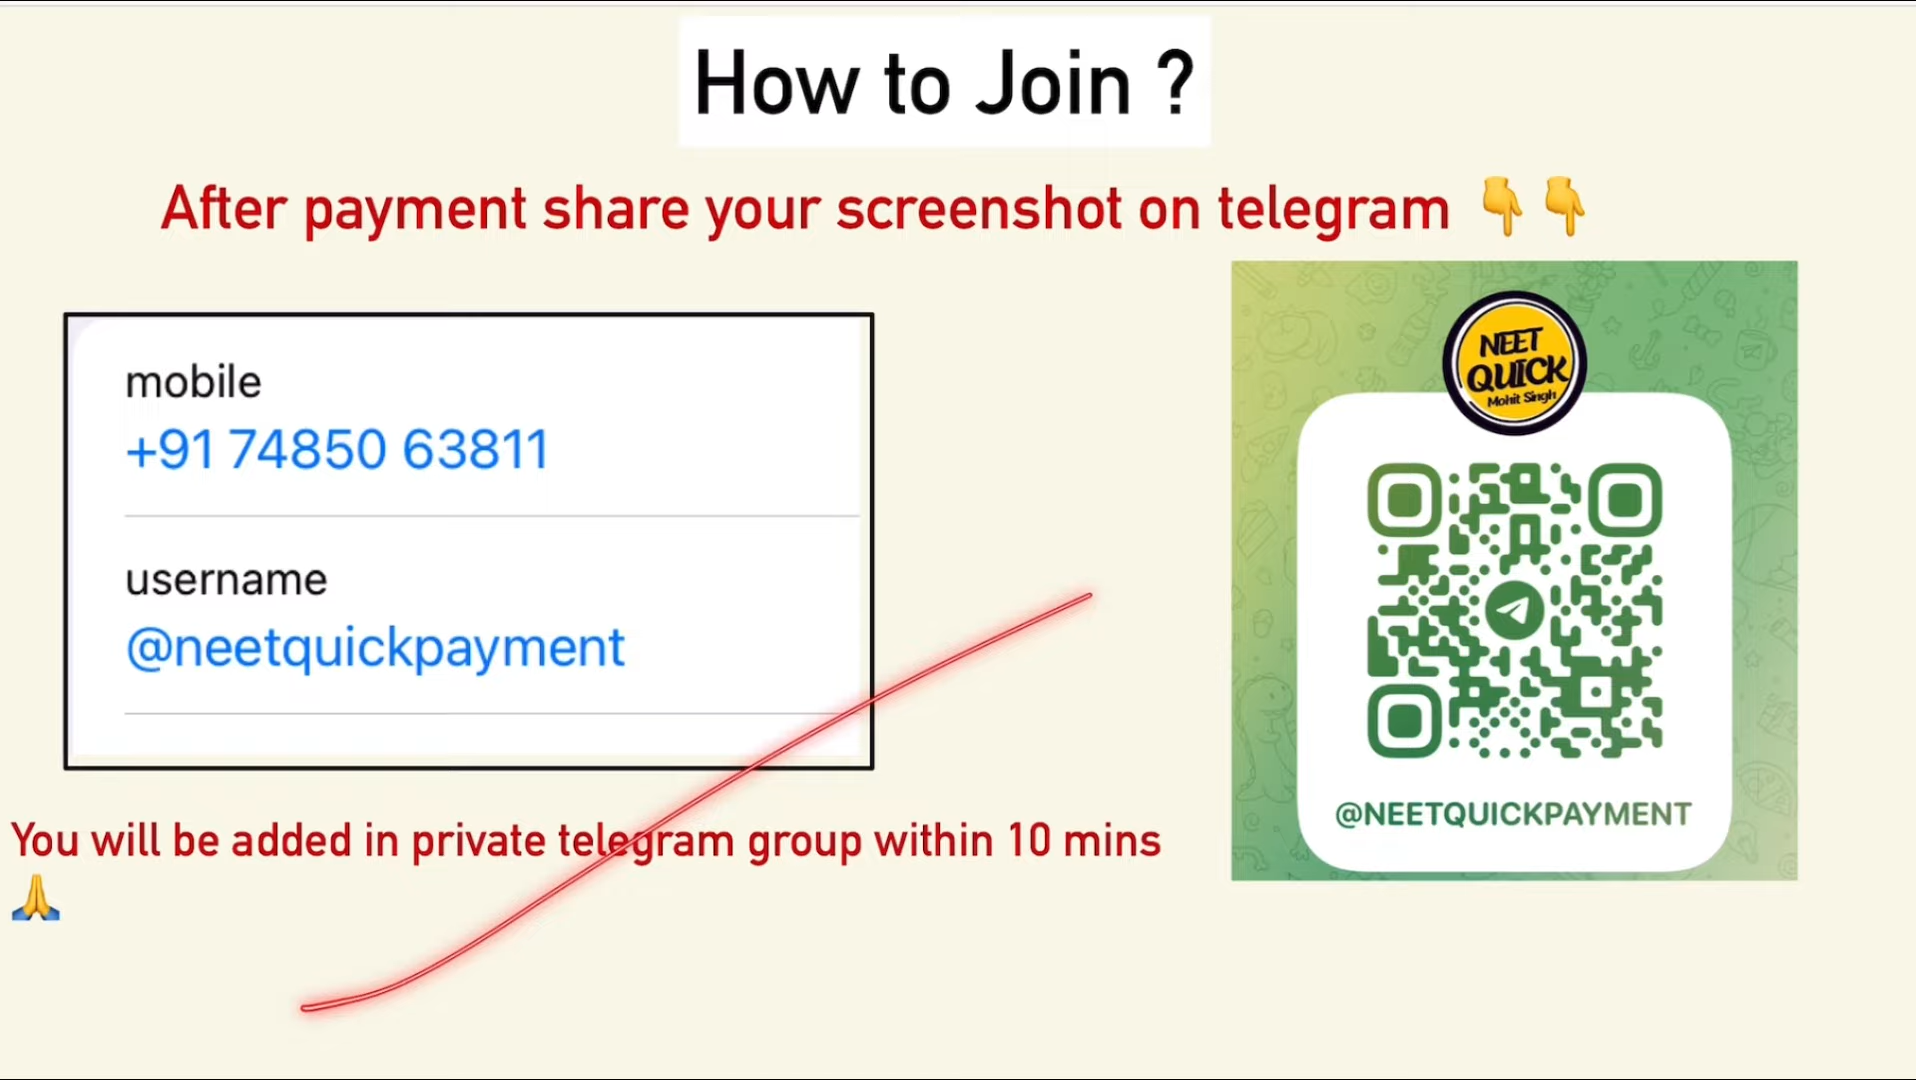 How to Join ?
After payment share your screenshot on telegram 👇👇
mobile
+91 74850 63811
username
@neetquickpayment
NEET
QUICK
Mohit Singh
@NEETQUICKPAYMENT
You will be added in private telegram group within 10 mins
🙏